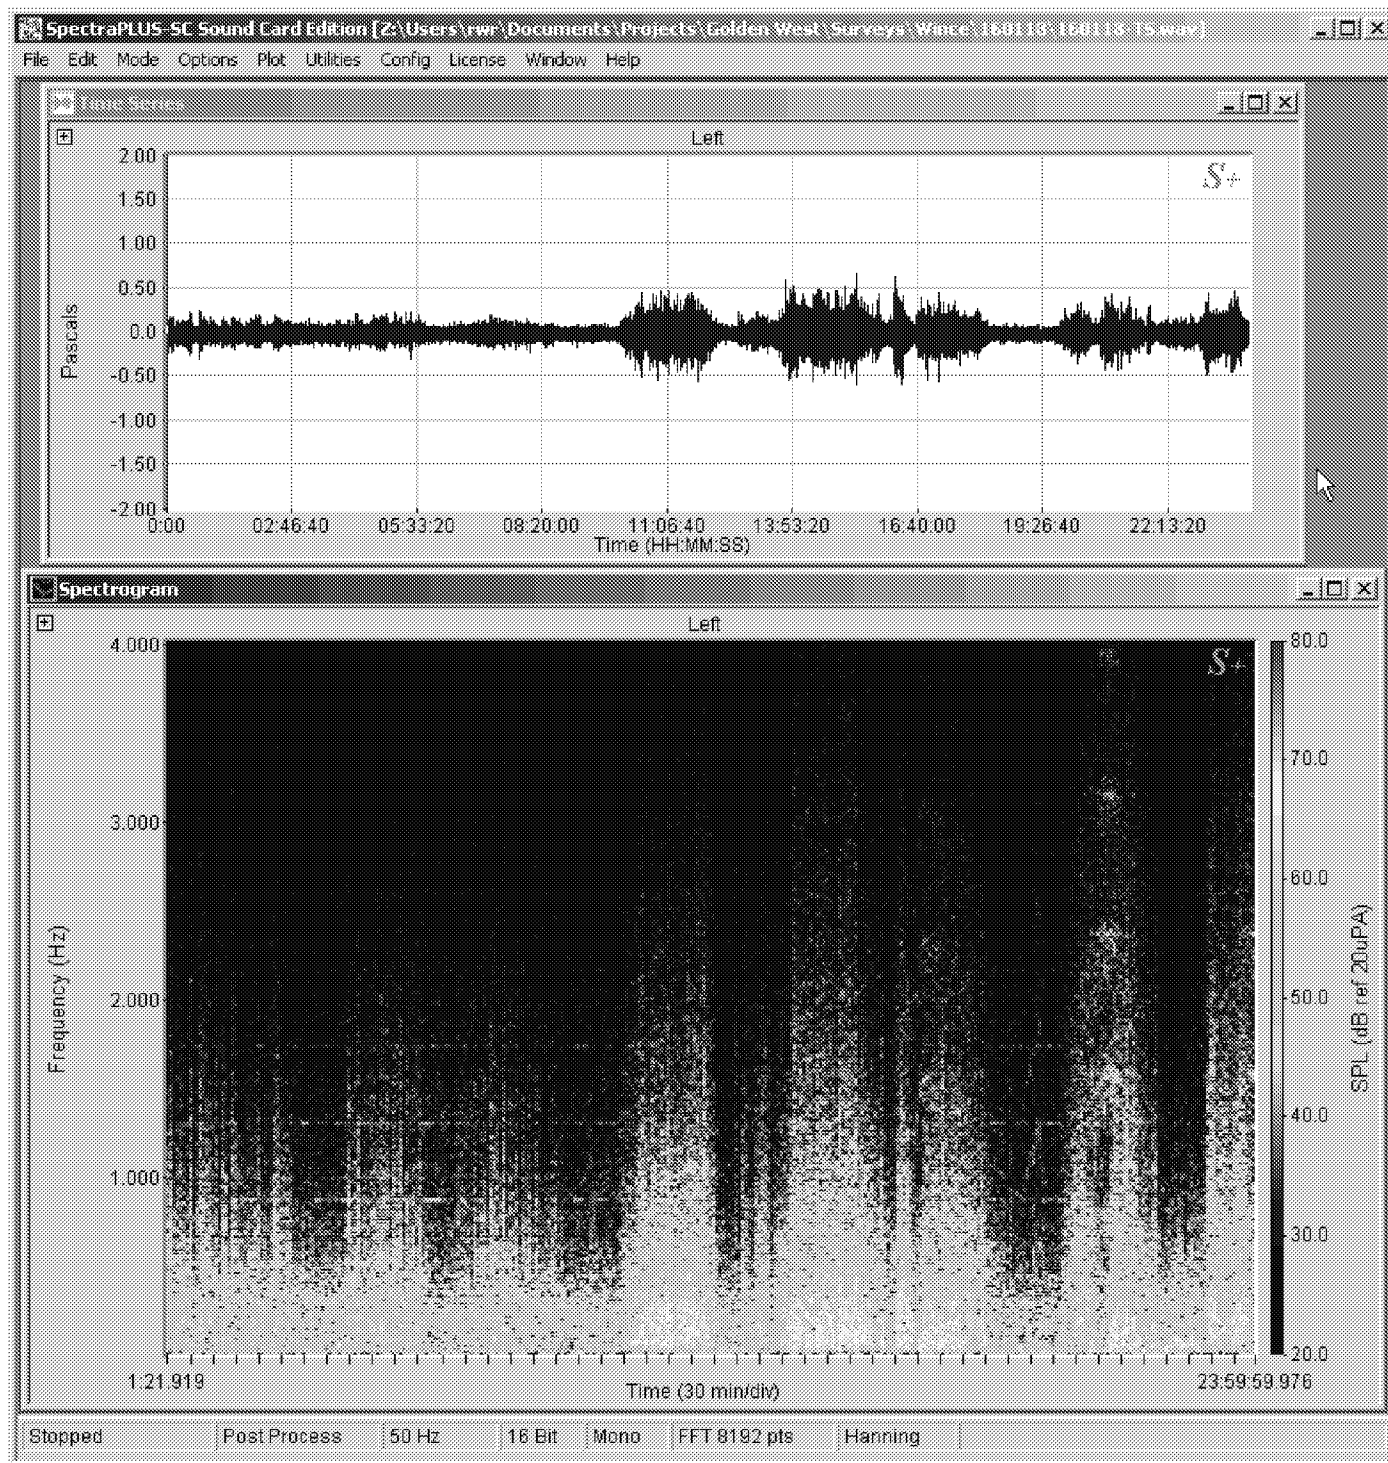 SpectraPLUS-SC Sound Card Edition [Z:\Users\rwr\Documents\Projects\Golden West_Surveys\Wince\160118\160118-TS.wav]
File Edit Mode Options Plot Utilities Config License Window Help
Time Series
Left
S+
2.00
1.50
1.00
0.50
0.0
-0.50
-1.00
-1.50
-2.00
Pascals
0:00 02:46:40 05:33:20 08:20:00 11:06:40 13:53:20 16:40:00 19:26:40 22:13:20
Time (HH:MM:SS)
Spectrogram
Left
S+
4.000
3.000
2.000
1.000
Frequency (Hz)
80.0
70.0
60.0
50.0
40.0
30.0
20.0
SPL (dB ref 20uPA)
1:21.919 23:59:59.976
Time (30 min/div)
Stopped Post Process 50 Hz 16 Bit Mono FFT 8192 pts Hanning